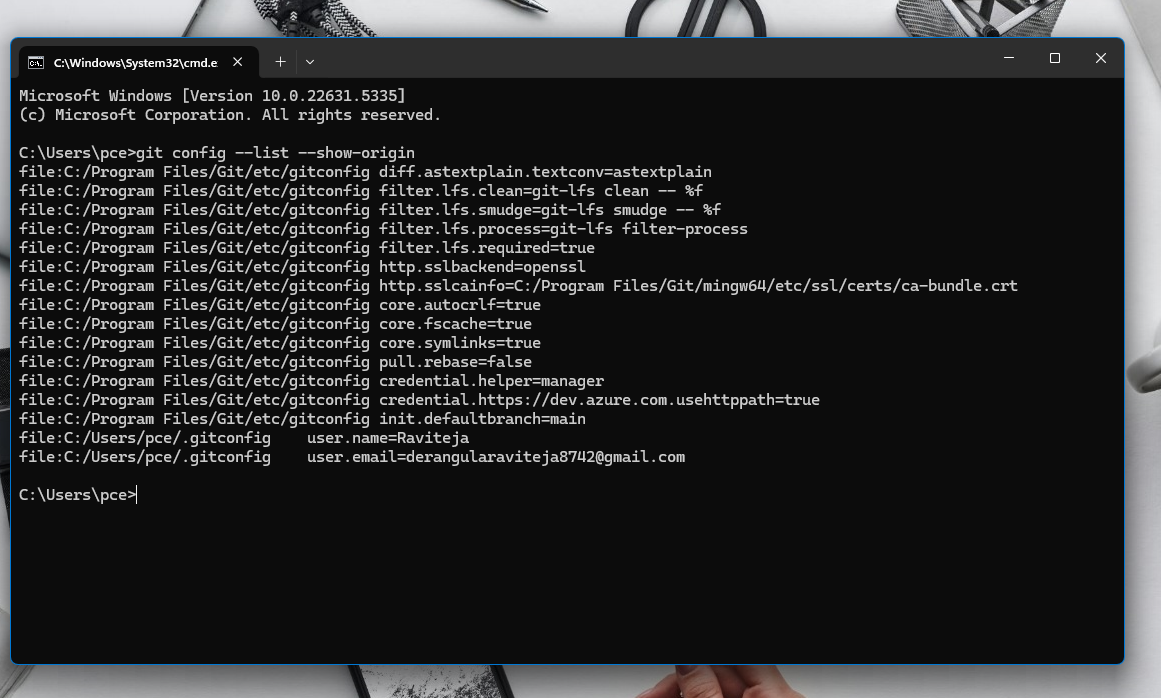 C:\Windows\System32\cmd.e
Microsoft Windows [Version 10.0.22631.5335]
(c) Microsoft Corporation. All rights reserved.
C:\Users\pce>git config --list --show-origin
file:C:/Program Files/Git/etc/gitconfig diff.astextplain.textconv=astextplain
file:C:/Program Files/Git/etc/gitconfig filter.lfs.clean=git-lfs clean -- %f
file:C:/Program Files/Git/etc/gitconfig filter.lfs.smudge=git-lfs smudge -- %f
file:C:/Program Files/Git/etc/gitconfig filter.lfs.process=git-lfs filter-process
file:C:/Program Files/Git/etc/gitconfig filter.lfs.required=true
file:C:/Program Files/Git/etc/gitconfig http.sslbackend=openssl
file:C:/Program Files/Git/etc/gitconfig http.sslcainfo=C:/Program Files/Git/mingw64/etc/ssl/certs/ca-bundle.crt
file:C:/Program Files/Git/etc/gitconfig core.autocrlf=true
file:C:/Program Files/Git/etc/gitconfig core.fscache=true
file:C:/Program Files/Git/etc/gitconfig core.symlinks=true
file:C:/Program Files/Git/etc/gitconfig pull.rebase=false
file:C:/Program Files/Git/etc/gitconfig credential.helper=manager
file:C:/Program Files/Git/etc/gitconfig credential.https://dev.azure.com.usehttppath=true
file:C:/Program Files/Git/etc/gitconfig init.defaultbranch=main
file:C:/Users/pce/.gitconfig    user.name=Raviteja
file:C:/Users/pce/.gitconfig    user.email=derangularaviteja8742@gmail.com
C:\Users\pce>